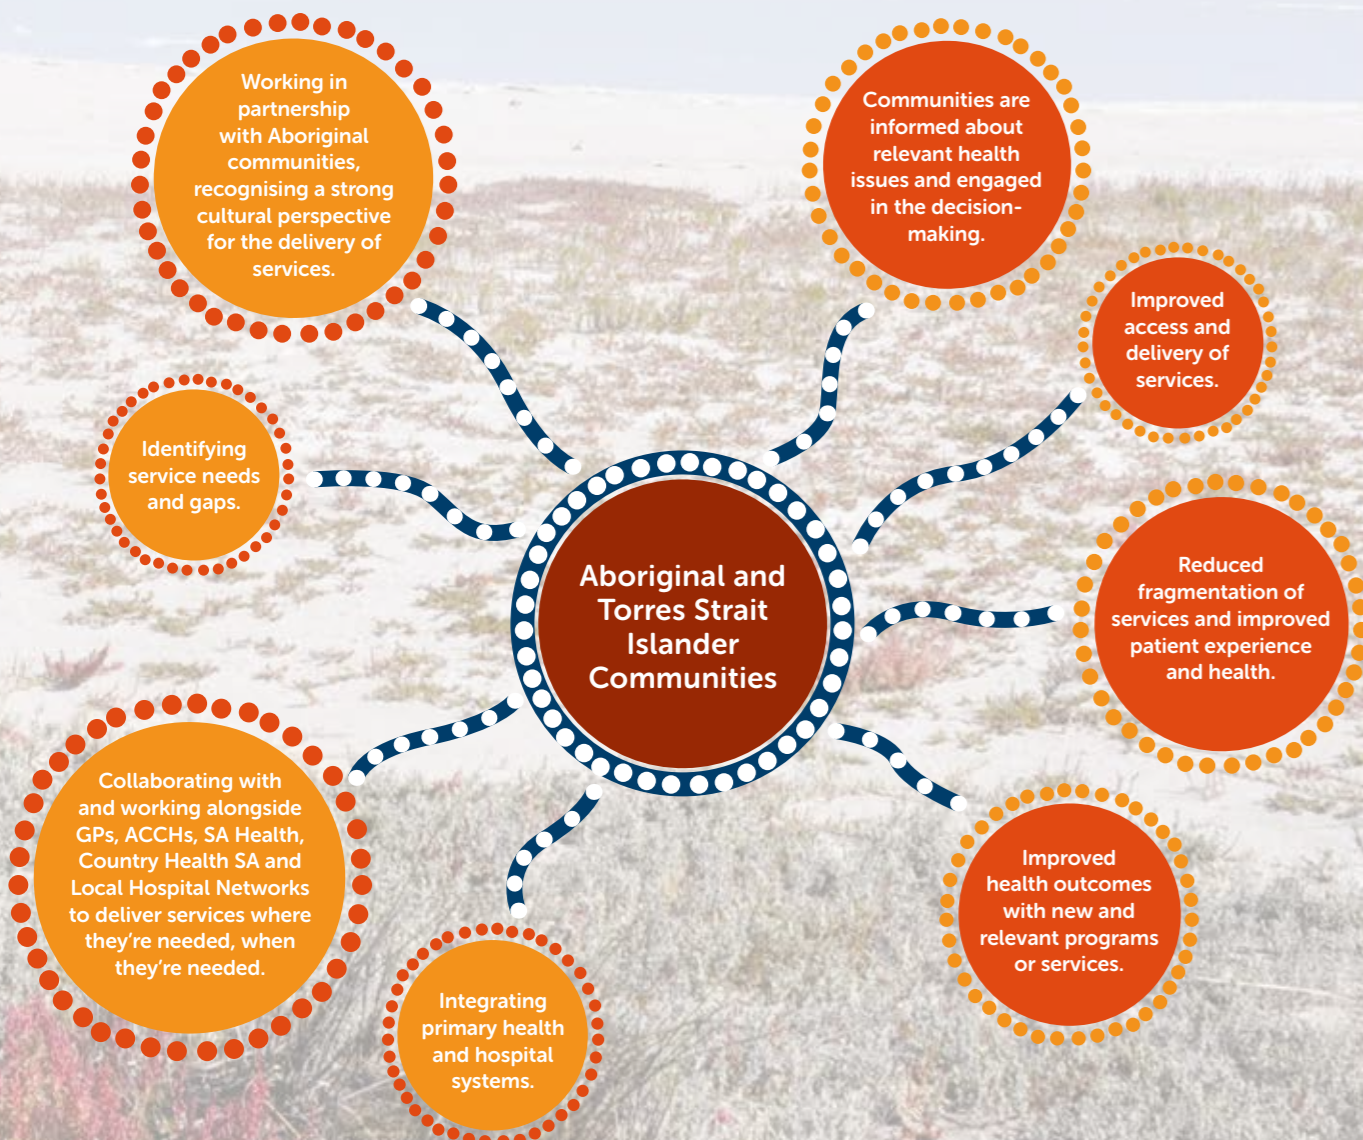 Working in
partnership
with Aboriginal
communities,
recognising a strong
cultural perspective
for the delivery of
services.
Communities are
informed about
relevant health
issues and engaged
in the decision-
making.
Improved
access and
delivery of
services.
Identifying
service needs
and gaps.
Aboriginal and
Torres Strait
Islander
Communities
Reduced
fragmentation of
services and improved
patient experience
and health.
Collaborating with
and working alongside
GPs, ACCHs, SA Health,
Country Health SA and
Local Hospital Networks
to deliver services where
they’re needed, when
they’re needed.
Improved
health outcomes
with new and
relevant programs
or services.
Integrating
primary health
and hospital
systems.